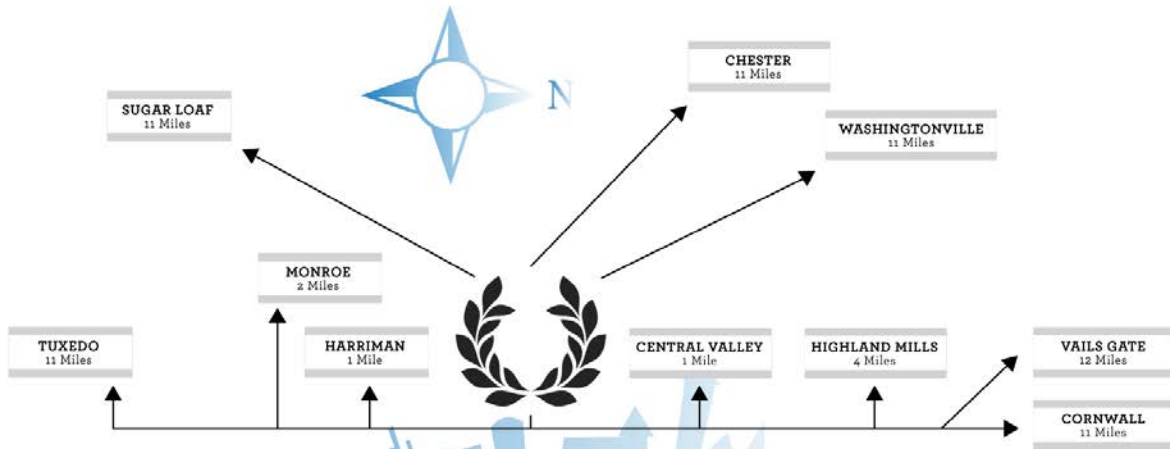 CHESTER
11 Miles
N
SUGAR LOAF
11 Miles
WASHINGTONVILLE
11 Miles
MONROE
2 Miles
TUXEDO
11 Miles
HARRIMAN
1 Mile
CENTRAL VALLEY
1 Mile
HIGHLAND MILLS
4 Miles
VAILS GATE
12 Miles
CORNWALL
11 Miles